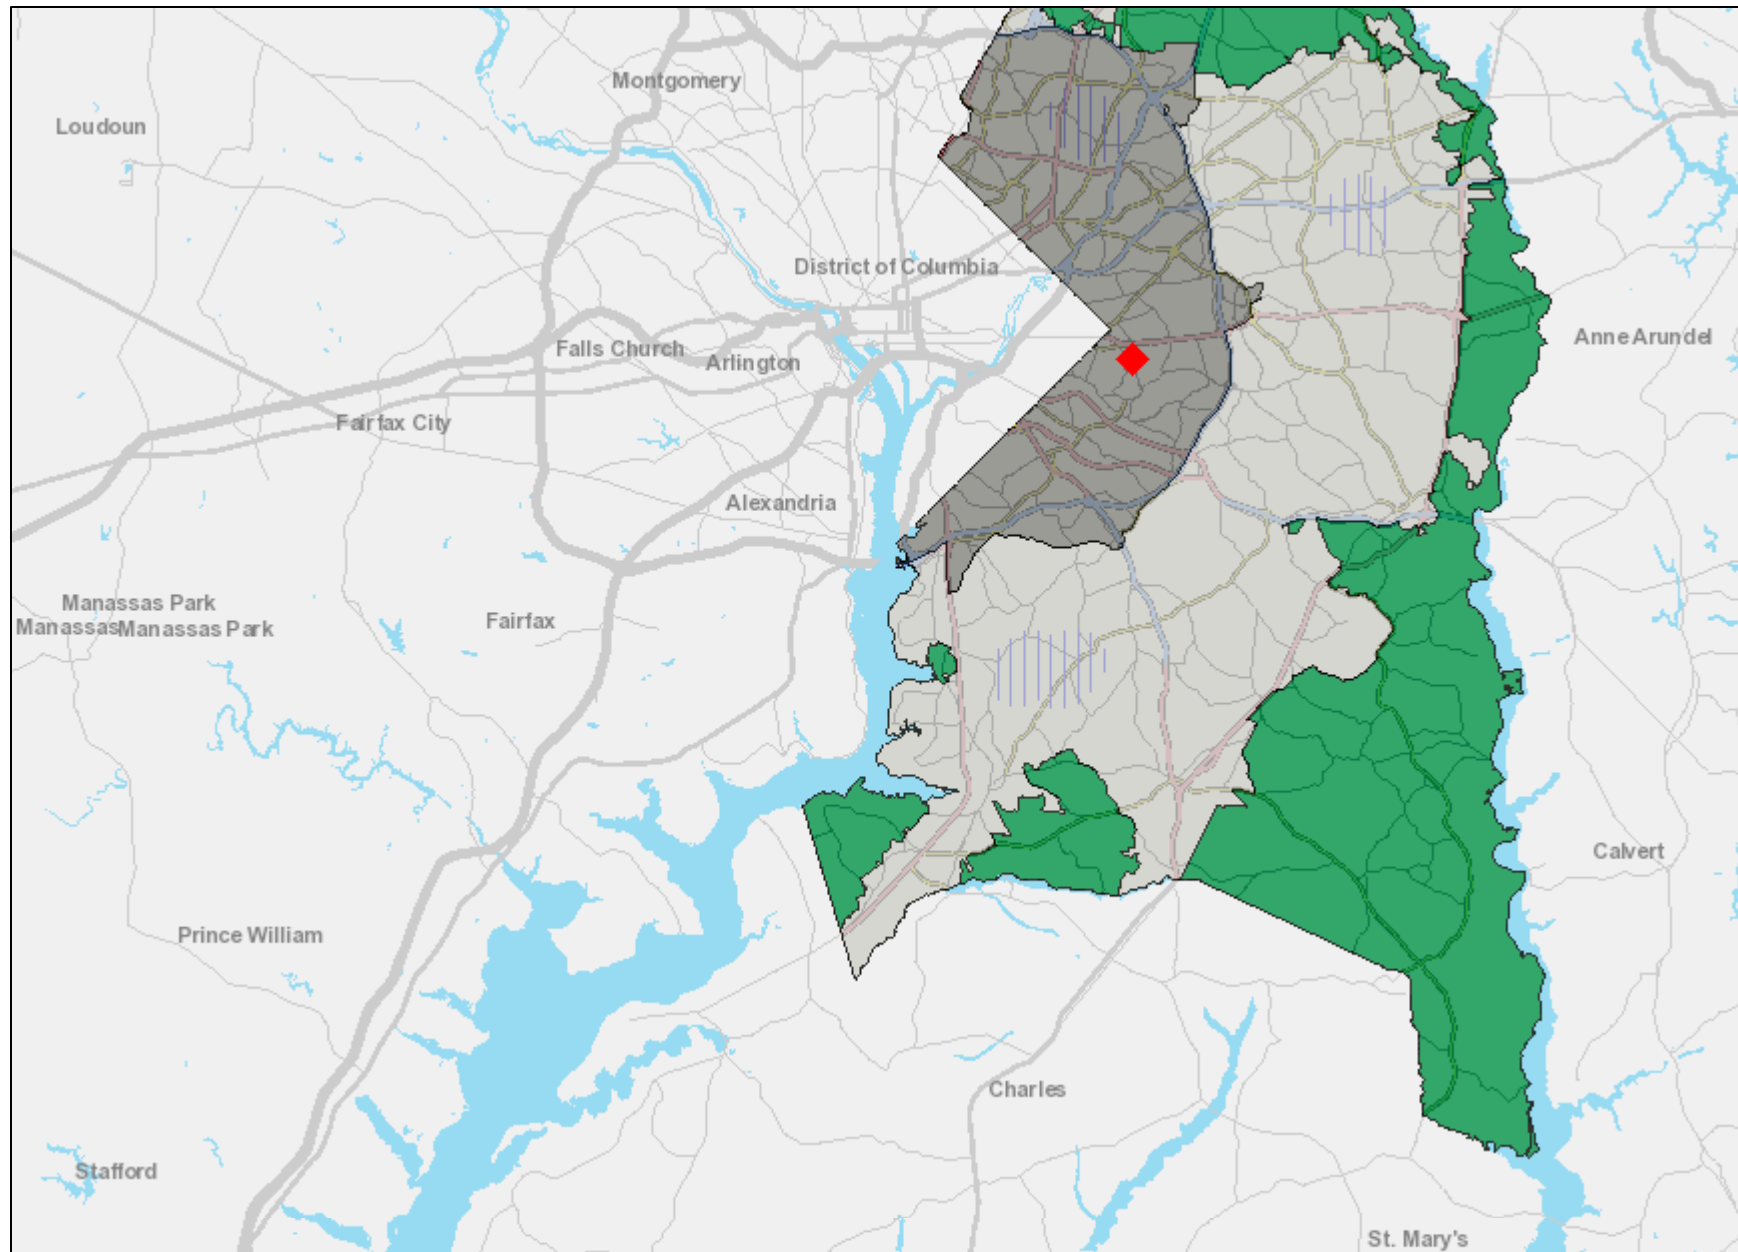 Montgomery
Loudoun
District of Columbia
Anne Arundel
Falls Church
Arlington
Fairfax City
Alexandria
Manassas Park
Manassas
Manassas Park
Fairfax
Calvert
Prince William
Charles
Stafford
St. Mary's